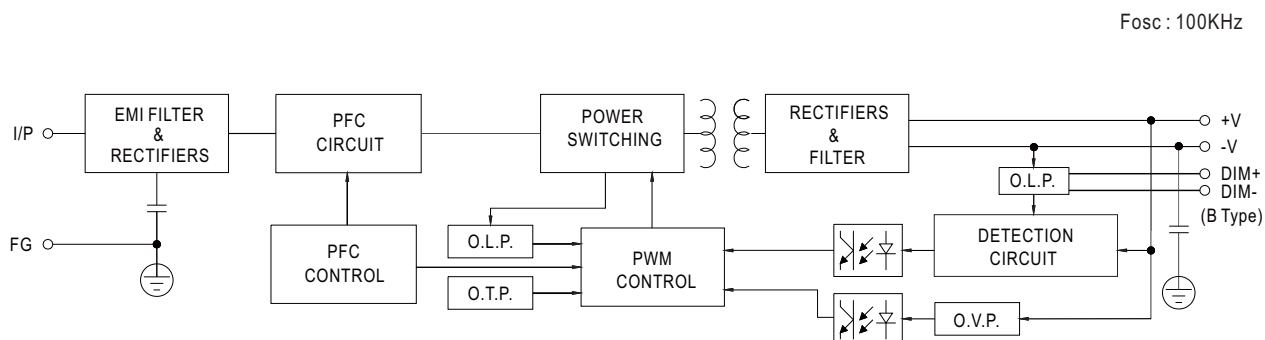 Fosc : 100KHz
I/P
EMI FILTER
&
RECTIFIERS
PFC
CIRCUIT
POWER
SWITCHING
RECTIFIERS
&
FILTER
+V
-V
DIM+
DIM-
(B Type)
O.L.P.
FG
PFC
CONTROL
O.L.P.
O.T.P.
PWM
CONTROL
DETECTION
CIRCUIT
O.V.P.